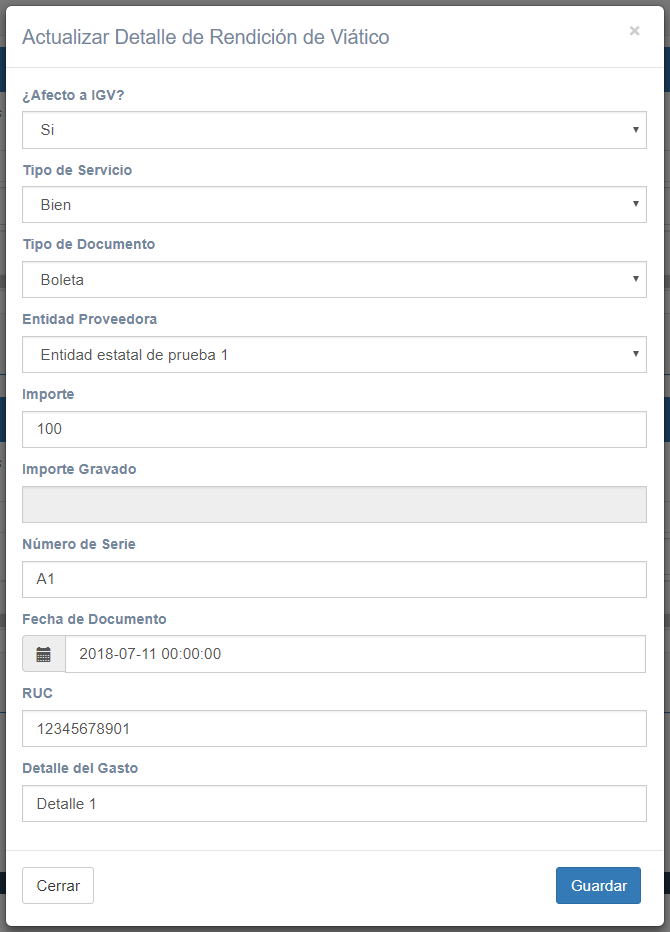 Actualizar Detalle de Rendición de Viático
×
¿Afecto a IGV?
Si
Tipo de Servicio
Bien
Tipo de Documento
Boleta
Entidad Proveedora
Entidad estatal de prueba 1
Importe
100
Importe Gravado
Número de Serie
A1
Fecha de Documento
2018-07-11 00:00:00
RUC
12345678901
Detalle del Gasto
Detalle 1
Cerrar
Guardar